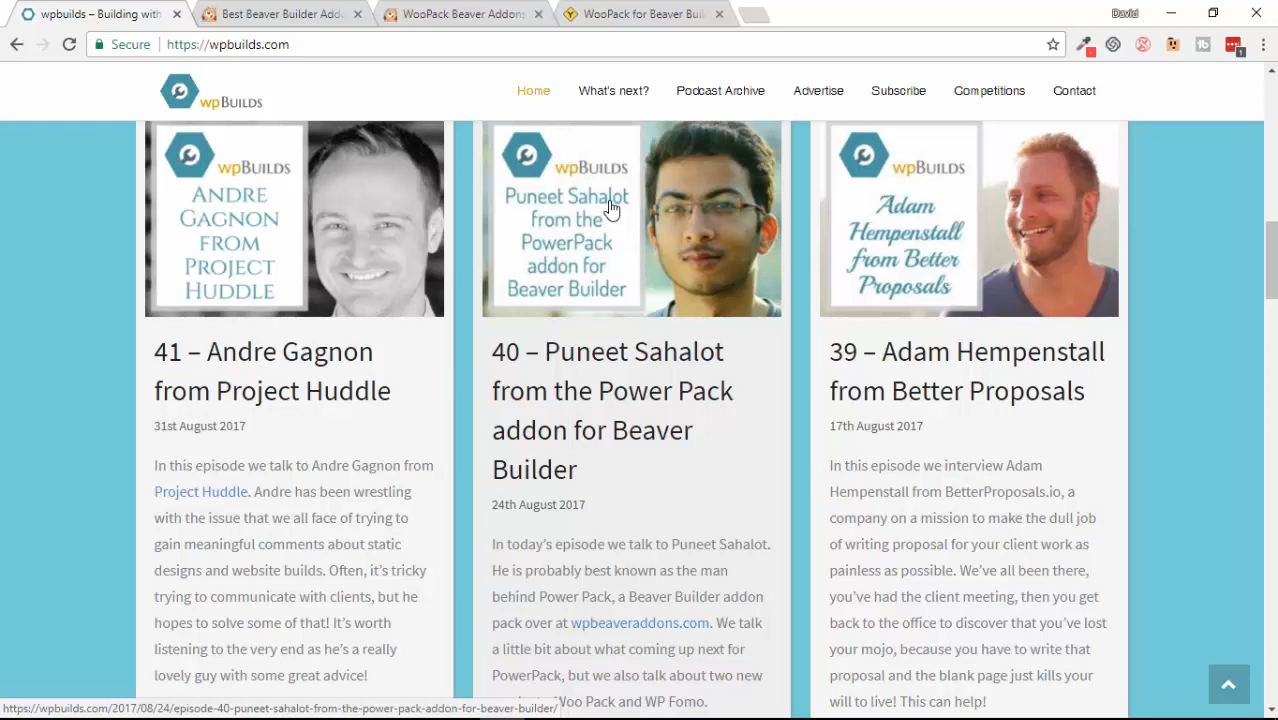 wpbuilds – Building with
Best Beaver Builder Add
WooPack Beaver Addons
WooPack for Beaver Bui
David
Secure
https://wpbuilds.com
wpBUILDS
Home
What's next?
Podcast Archive
Advertise
Subscribe
Competitions
Contact
wpBUILDS
ANDRE
GAGNON
FROM
PROJECT
HUDDLE
wpBUILDS
Puneet Sahalot
from the
PowerPack
addon for
Beaver Builder
wpBUILDS
Adam
Hempenstall
from Better
Proposals
41 – Andre Gagnon
from Project Huddle
31st August 2017
In this episode we talk to Andre Gagnon from
Project Huddle. Andre has been wrestling
with the issue that we all face of trying to
gain meaningful comments about static
designs and website builds. Often, it's tricky
trying to communicate with clients, but he
hopes to solve some of that! It's worth
listening to the very end as he's a really
lovely guy with some great advice!
40 – Puneet Sahalot
from the Power Pack
addon for Beaver
Builder
24th August 2017
In today's episode we talk to Puneet Sahalot.
He is probably best known as the man
behind Power Pack, a Beaver Builder addon
pack over at wpbeaveraddons.com. We talk
a little bit about what coming up next for
PowerPack, but we also talk about two new
Woo Pack and WP Fomo.
39 – Adam Hempenstall
from Better Proposals
17th August 2017
In this episode we interview Adam
Hempenstall from BetterProposals.io, a
company on a mission to make the dull job
of writing proposal for your client work as
painless as possible. We've all been there,
you've had the client meeting, then you get
back to the office to discover that you've lost
your mojo, because you have to write that
proposal and the blank page just kills your
will to live! This can help!
https://wpbuilds.com/2017/08/24/episode-40-puneet-sahalot-from-the-power-pack-addon-for-beaver-builder/